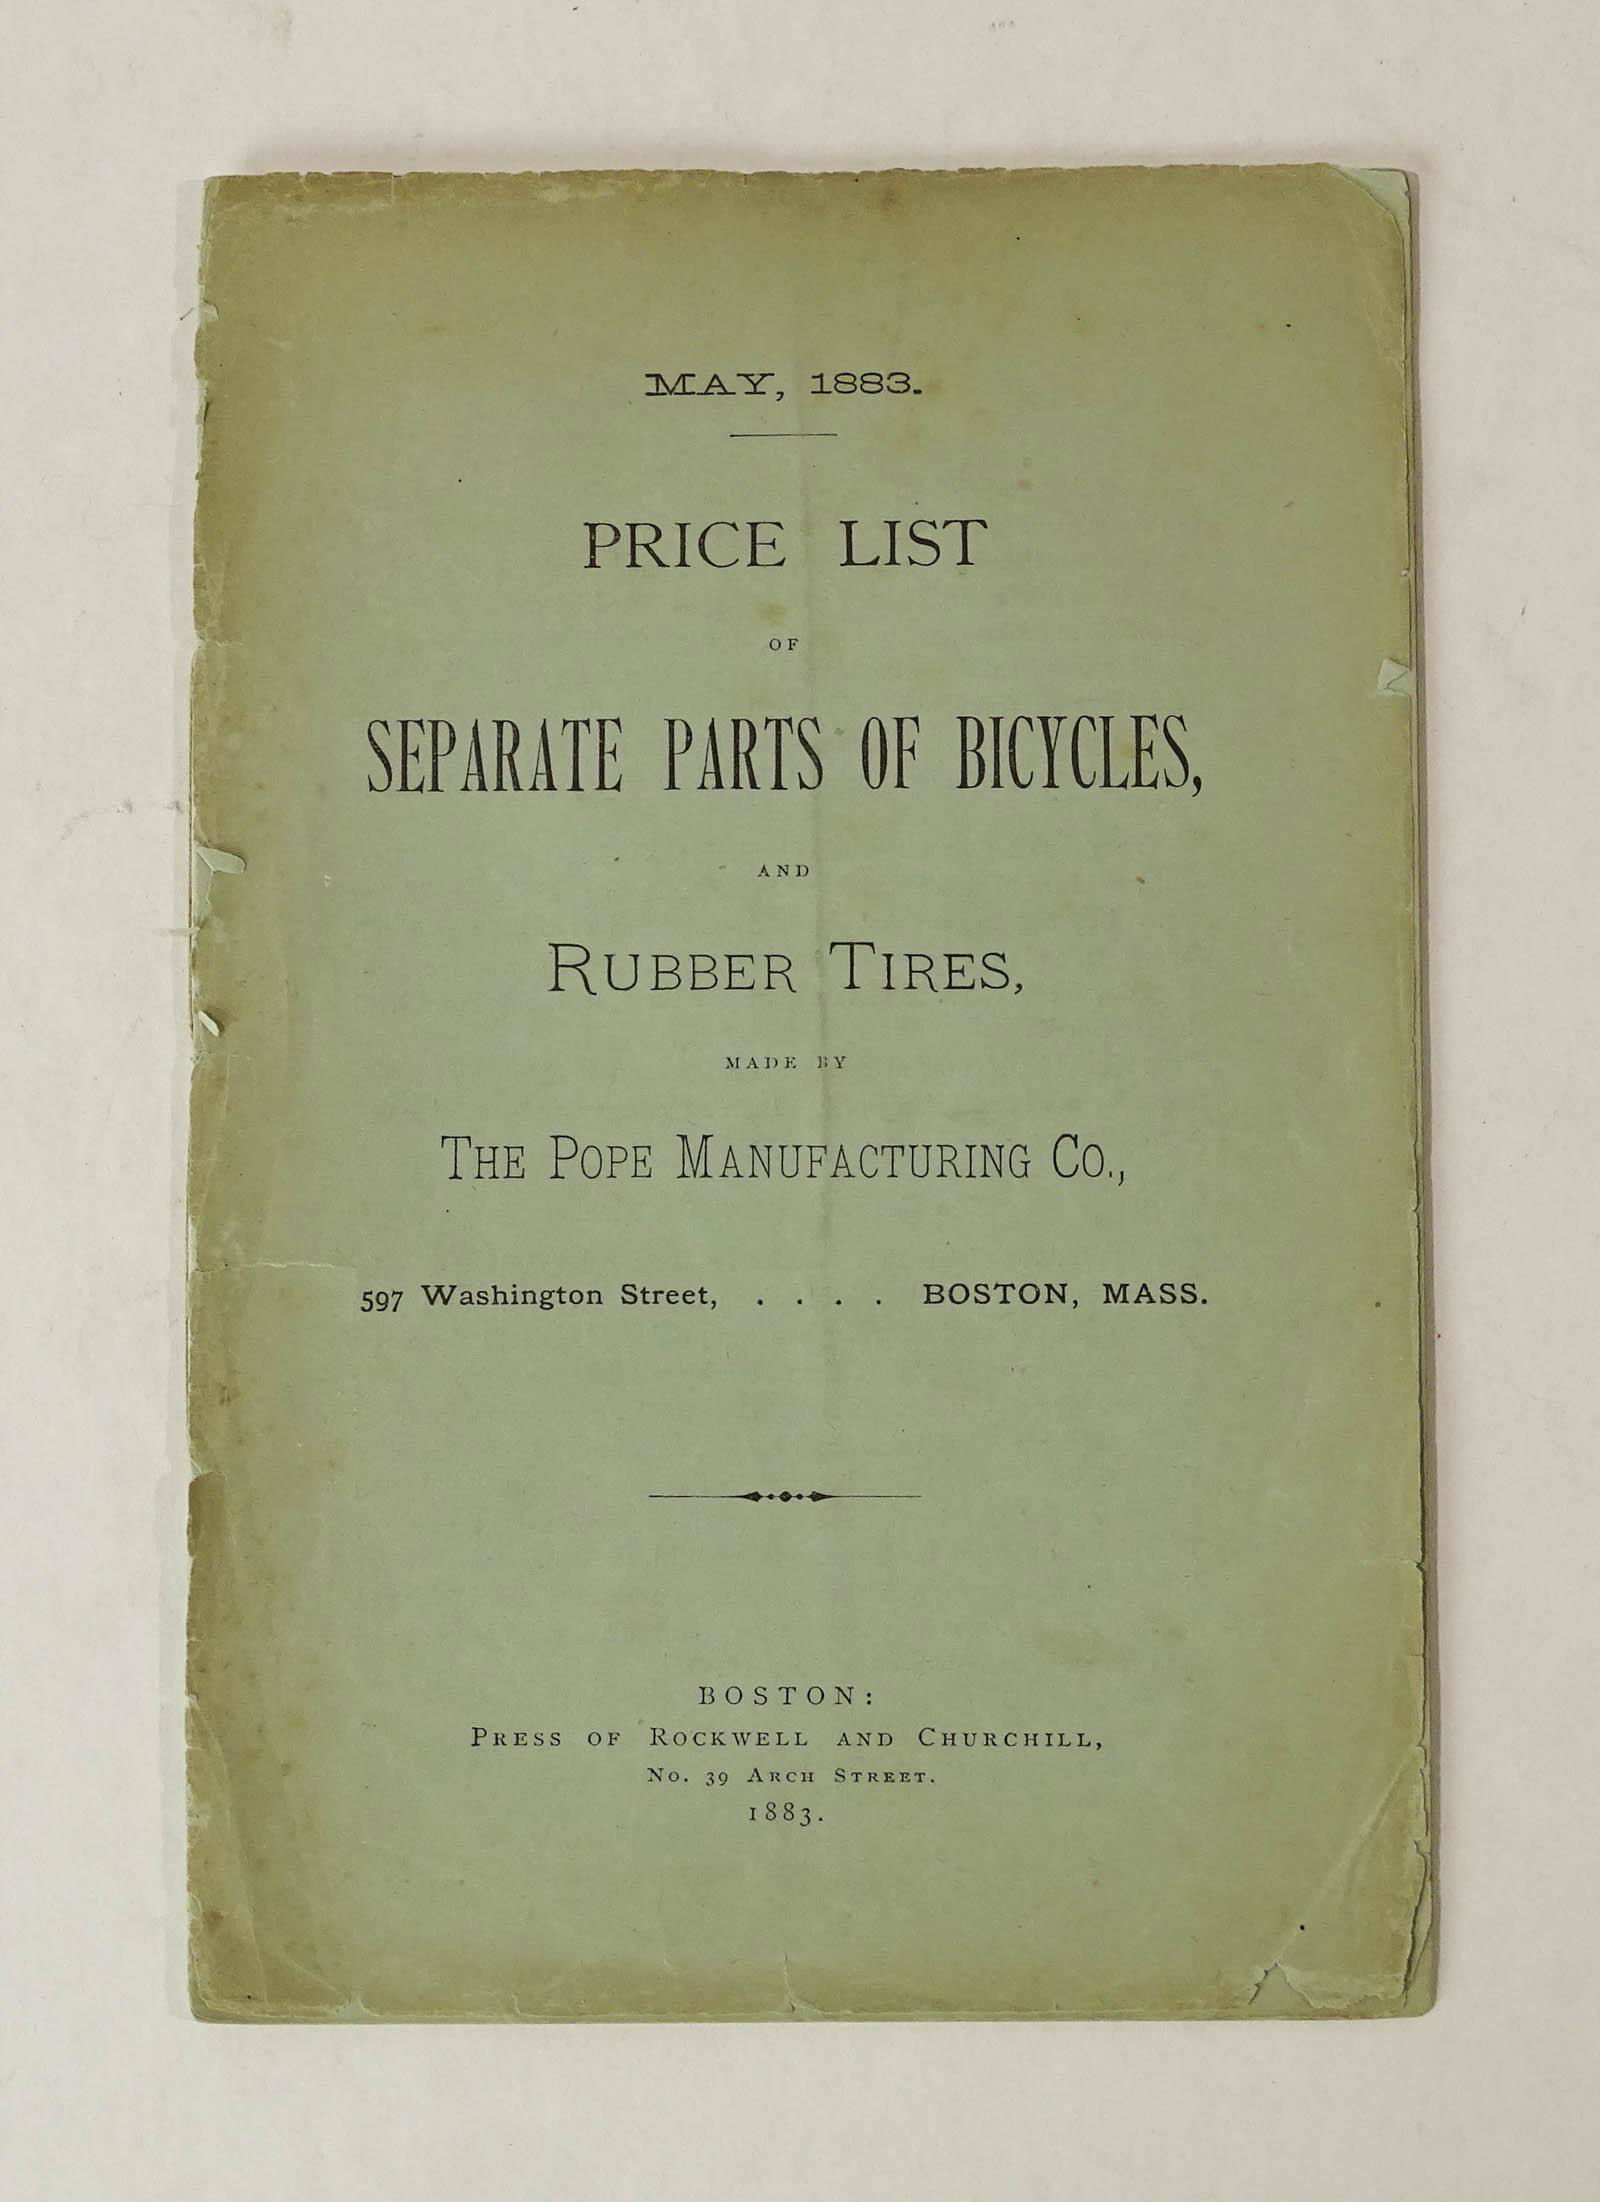 MAY, 1883.
PRICE LIST
OF
SEPARATE PARTS OF BICYCLES,
AND
RUBBER TIRES,
MADE BY
THE POPE MANUFACTURING CO.,
597 Washington Street, . . . . BOSTON, MASS.
BOSTON:
PRESS OF ROCKWELL AND CHURCHILL,
NO. 39 ARCH STREET.
1883.